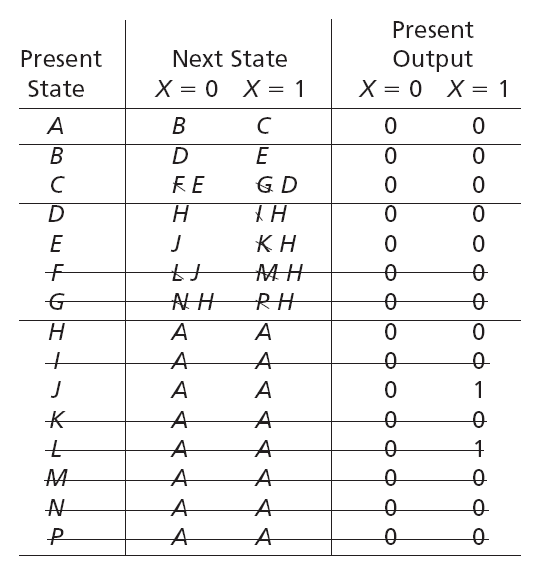 Present
Present Next State Output
State X = 0 X = 1 X = 0 X = 1
A B C 0 0
B D E 0 0
C F E G D 0 0
D H I H 0 0
E J K H 0 0
F L J M H 0 0
G N H P H 0 0
H A A 0 0
I A A 0 0
J A A 0 1
K A A 0 0
L A A 0 1
M A A 0 0
N A A 0 0
P A A 0 0